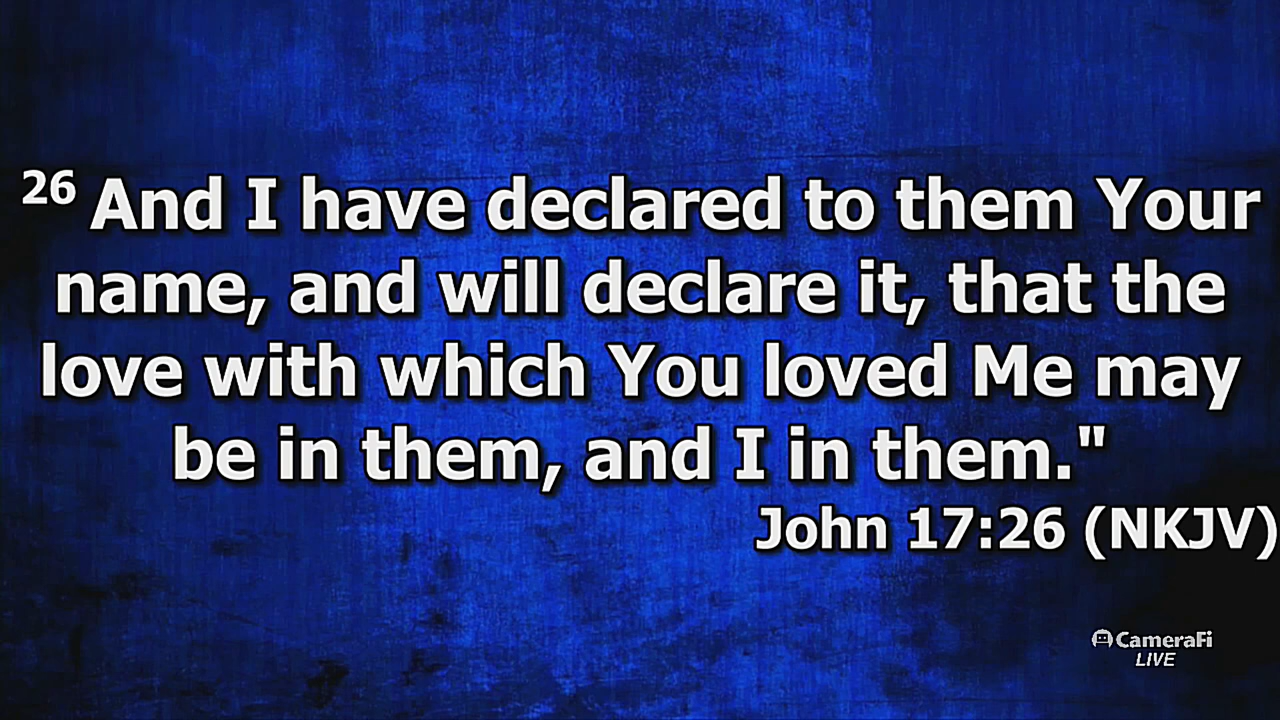 26 And I have declared to them Your
name, and will declare it, that the
love with which You loved Me may
be in them, and I in them."
John 17:26 (NKJV)
CameraFi
LIVE